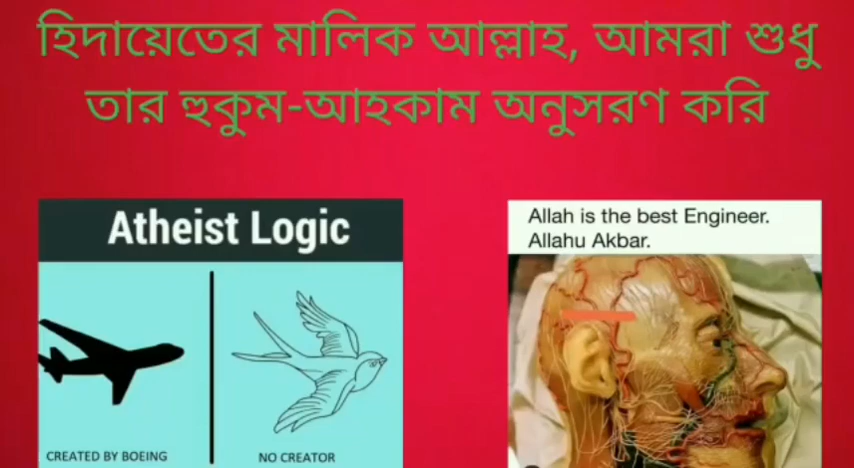 হিদায়েতের মালিক আল্লাহ, আমরা শুধু
তার হুকুম-আহকাম অনুসরণ করি
Atheist Logic
CREATED BY BOEING
NO CREATOR
Allah is the best Engineer.
Allahu Akbar.